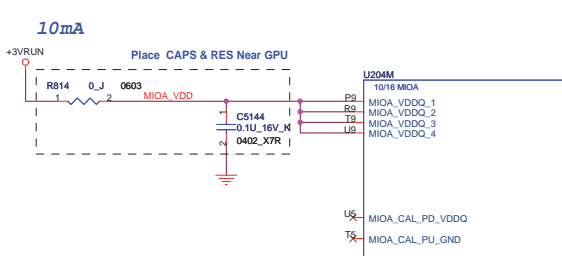 10mA
+3VRUN
Place CAPS & RES Near GPU
R814 0_J 0603
1 2 MIOA_VDD
C5144
0.1U_16V_K
0402_X7R
1
2
U204M
10/16 MIOA
P9 MIOA_VDDQ_1
R9 MIOA_VDDQ_2
T9 MIOA_VDDQ_3
U9 MIOA_VDDQ_4
U5 MIOA_CAL_PD_VDDQ
T5 MIOA_CAL_PU_GND